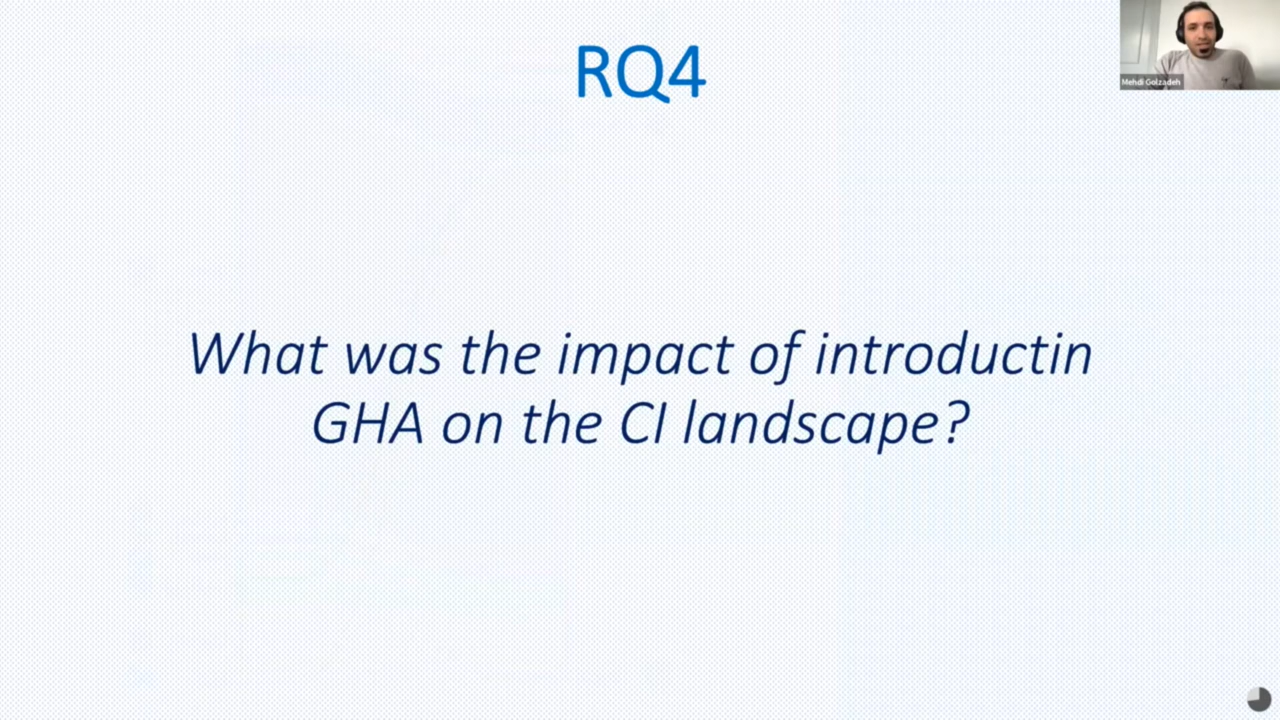 RQ4
Mehdi Golzadeh
What was the impact of introductin
GHA on the CI landscape?